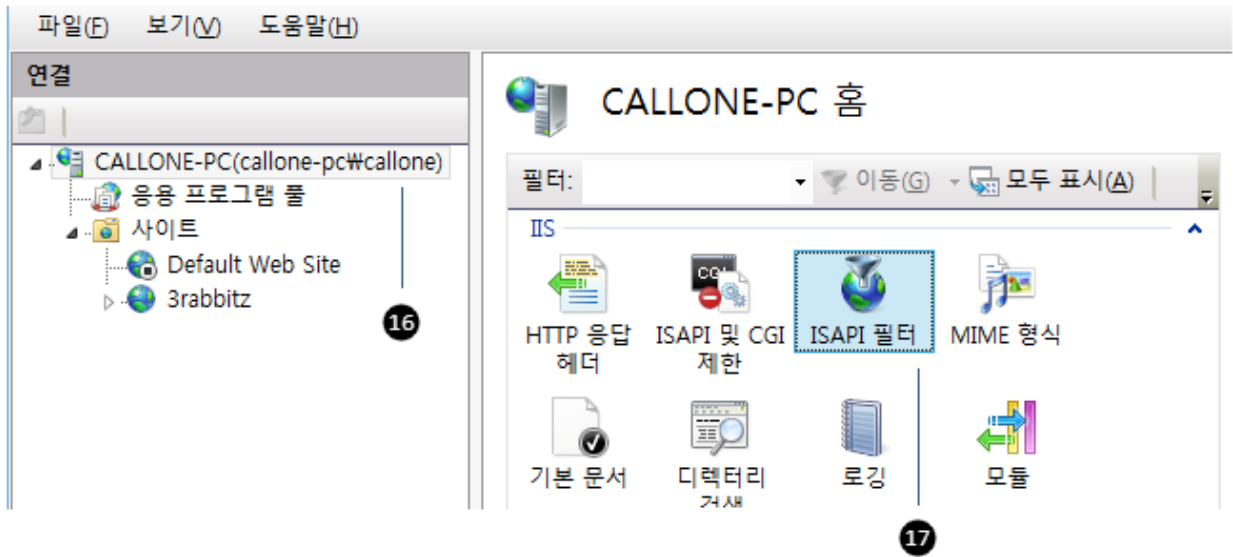 파일(F) 보기(V) 도움말(H)
연결
CALLONE-PC(callone-pc₩callone)
응용 프로그램 풀
사이트
Default Web Site
3rabbitz
16
CALLONE-PC 홈
필터: 이동(G) 모두 표시(A)
IIS
HTTP 응답 헤더
ISAPI 및 CGI 제한
ISAPI 필터
MIME 형식
기본 문서
디렉터리 검색
로깅
모듈
17